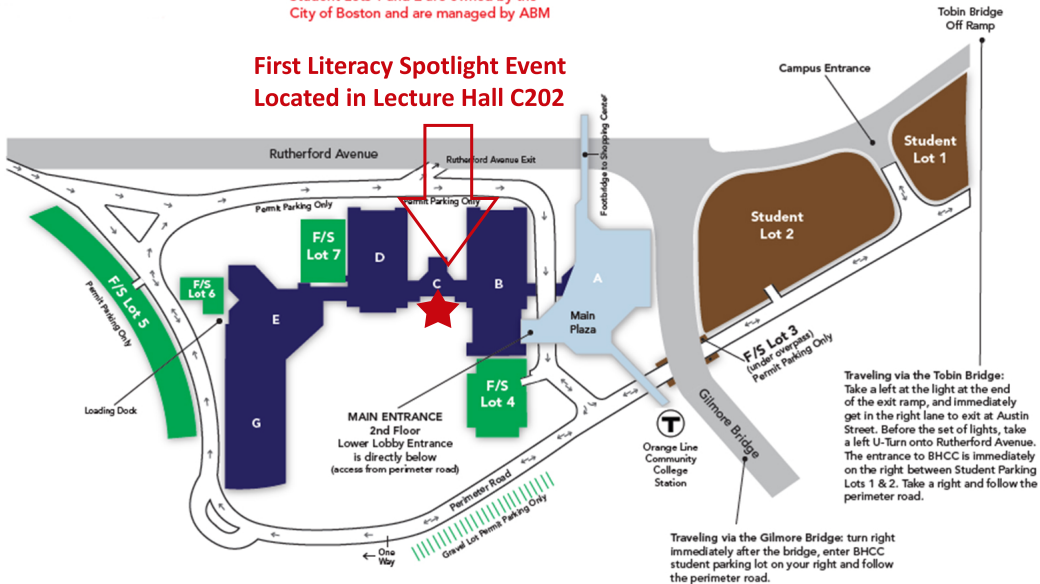 City of Boston and are managed by ABM
Tobin Bridge
Off Ramp
First Literacy Spotlight Event
Located in Lecture Hall C202
Campus Entrance
Footbridge to Shopping Center
Rutherford Avenue
Rutherford Avenue Exit
Student
Lot 1
Permit Parking Only
Permit Parking Only
Student
Lot 2
F/S
Lot 7
D
C
B
A
F/S
Lot 6
F/S Lot 5
Permit Parking Only
E
Main
Plaza
F/S Lot 3
(under overpass)
Permit Parking Only
F/S
Lot 4
Loading Dock
G
MAIN ENTRANCE
2nd Floor
Lower Lobby Entrance
is directly below
(access from perimeter road)
T
Orange Line
Community
College
Station
Gilmore Bridge
Perimeter Road
Gravel Lot Permit Parking Only
One
Way
Traveling via the Tobin Bridge:
Take a left at the light at the end
of the exit ramp, and immediately
get in the right lane to exit at Austin
Street. Before the set of lights, take
a left U-Turn onto Rutherford Avenue.
The entrance to BHCC is immediately
on the right between Student Parking
Lots 1 & 2. Take a right and follow the
perimeter road.
Traveling via the Gilmore Bridge: turn right
immediately after the bridge, enter BHCC
student parking lot on your right and follow
the perimeter road.